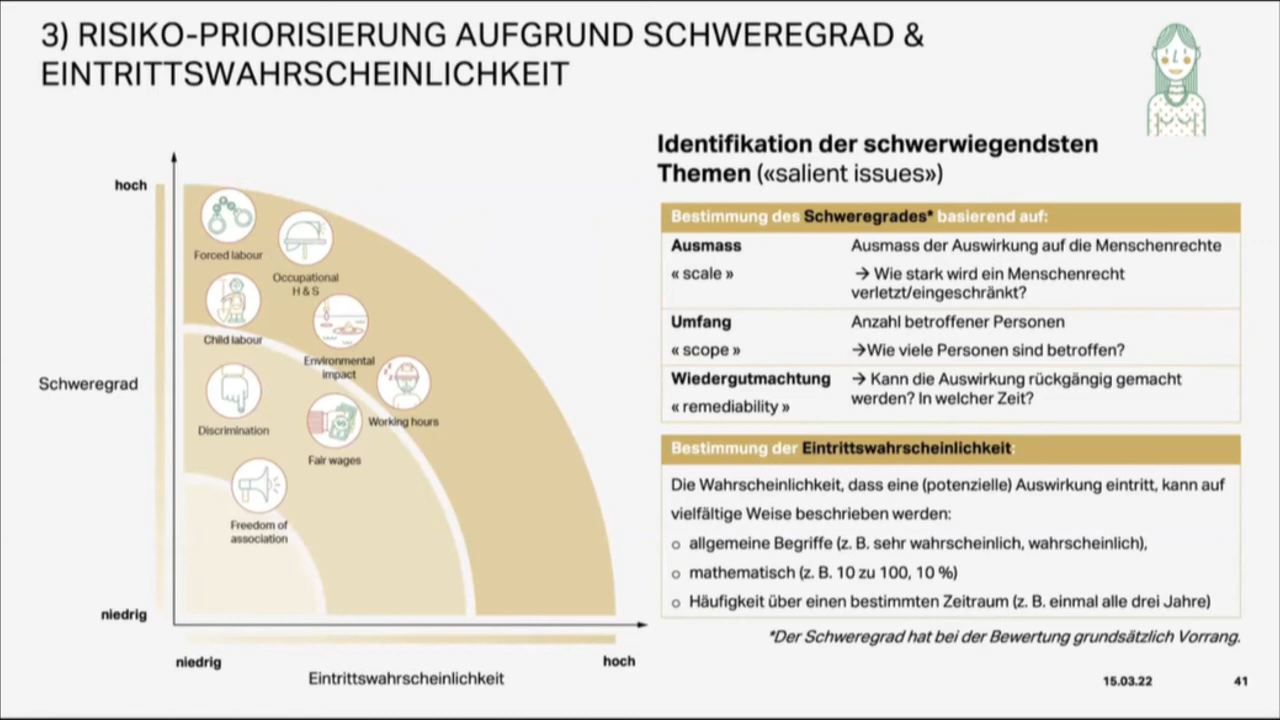 3) RISIKO-PRIORISIERUNG AUFGRUND SCHWEREGRAD &
EINTRITTSWAHRSCHEINLICHKEIT
hoch
Schweregrad
niedrig
Forced labour
Occupational
H & S
Child labour
Environmental
impact
Working hours
Discrimination
Fair wages
Freedom of
association
niedrig
hoch
Eintrittswahrscheinlichkeit
Identifikation der schwerwiegendsten
Themen («salient issues»)
Bestimmung des Schweregrades* basierend auf:
Ausmass
« scale »
Ausmass der Auswirkung auf die Menschenrechte
→ Wie stark wird ein Menschenrecht
verletzt/eingeschränkt?
Umfang
« scope »
Anzahl betroffener Personen
→Wie viele Personen sind betroffen?
Wiedergutmachtung
« remediability »
→ Kann die Auswirkung rückgängig gemacht
werden? In welcher Zeit?
Bestimmung der Eintrittswahrscheinlichkeit:
Die Wahrscheinlichkeit, dass eine (potenzielle) Auswirkung eintritt, kann auf
vielfältige Weise beschrieben werden:
o allgemeine Begriffe (z. B. sehr wahrscheinlich, wahrscheinlich),
o mathematisch (z. B. 10 zu 100, 10 %)
o Häufigkeit über einen bestimmten Zeitraum (z. B. einmal alle drei Jahre)
*Der Schweregrad hat bei der Bewertung grundsätzlich Vorrang.
15.03.22
41